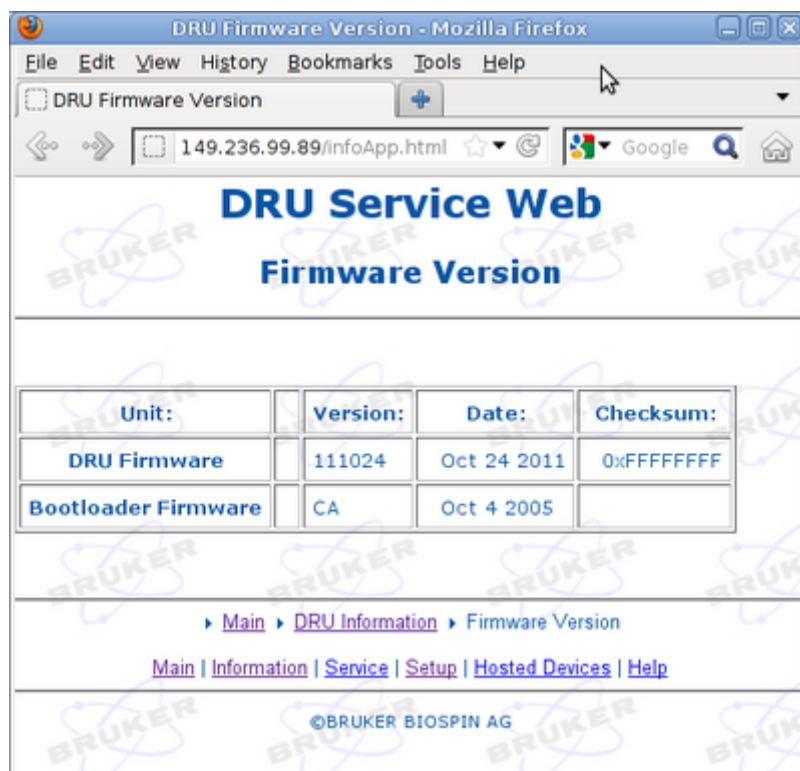 DRU Firmware Version - Mozilla Firefox
File Edit View History Bookmarks Tools Help
DRU Firmware Version
149.236.99.89/infoApp.html Google
DRU Service Web
Firmware Version
Unit: Version: Date: Checksum:
DRU Firmware 111024 Oct 24 2011 0xFFFFFFFF
Bootloader Firmware CA Oct 4 2005
Main DRU Information Firmware Version
Main | Information | Service | Setup | Hosted Devices | Help
©BRUKER BIOSPIN AG
BRUKER